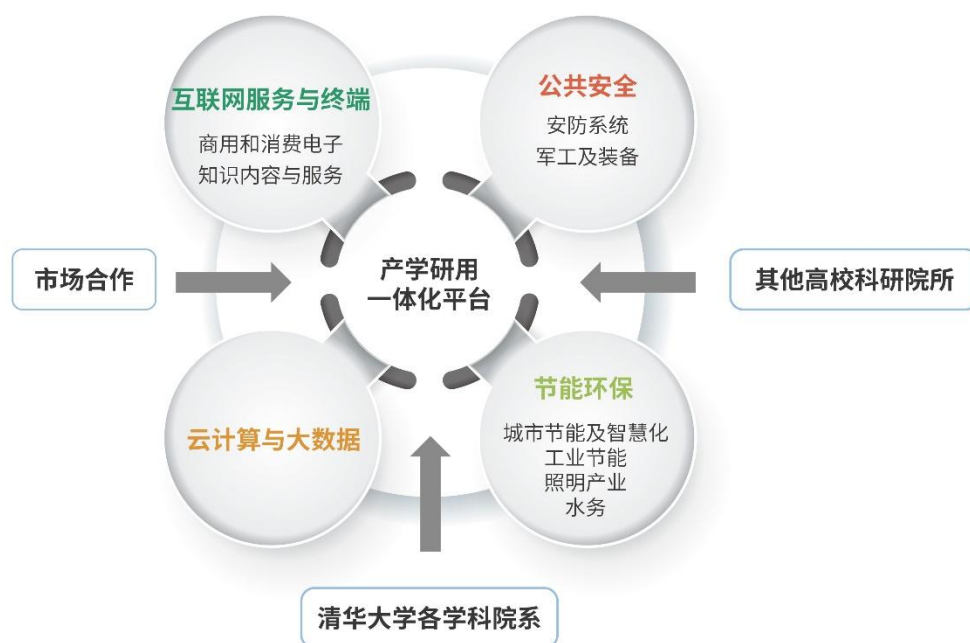 互联网服务与终端
商用和消费电子
知识内容与服务
公共安全
安防系统
军工及装备
市场合作
产学研用
一体化平台
其他高校科研院所
云计算与大数据
节能环保
城市节能及智慧化
工业节能
照明产业
水务
清华大学各学科院系